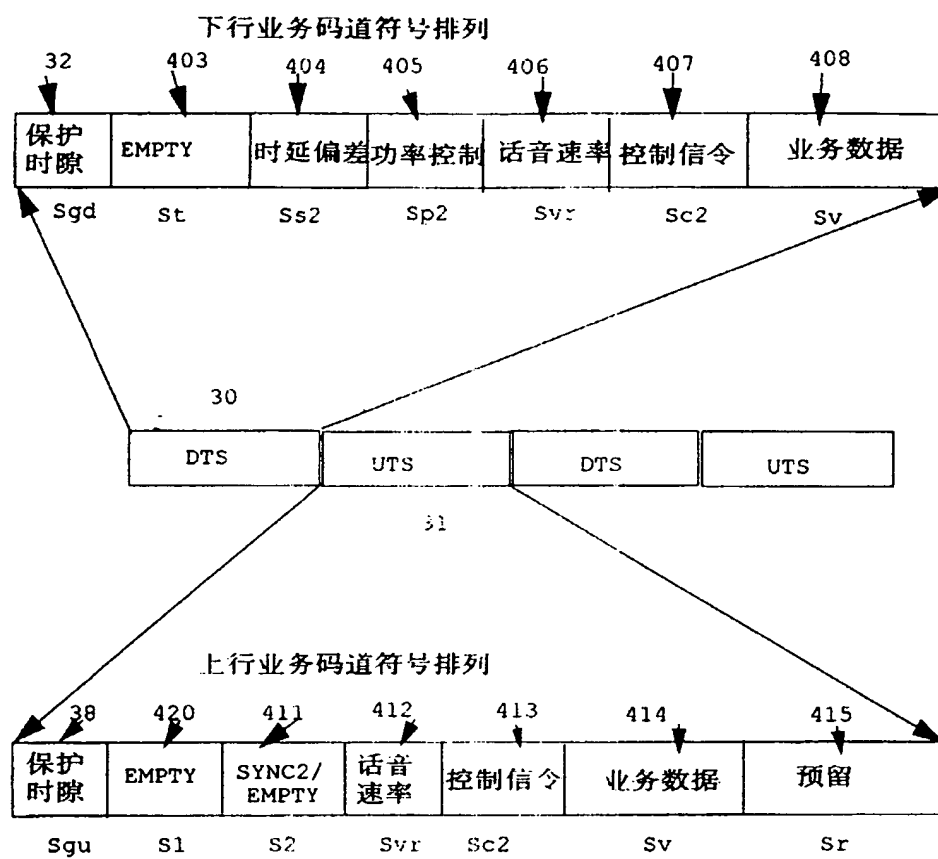 下行业务码道符号排列
32 403 404 405 406 407 408
保护时隙 EMPTY 时延偏差 功率控制 话音速率 控制信令 业务数据
Sgd St Ss2 Sp2 Svr Sc2 Sv
30
DTS UTS DTS UTS
31
上行业务码道符号排列
38 420 411 412 413 414 415
保护时隙 EMPTY SYNC2/EMPTY 话音速率 控制信令 业务数据 预留
Sgu S1 S2 Svr Sc2 Sv Sr